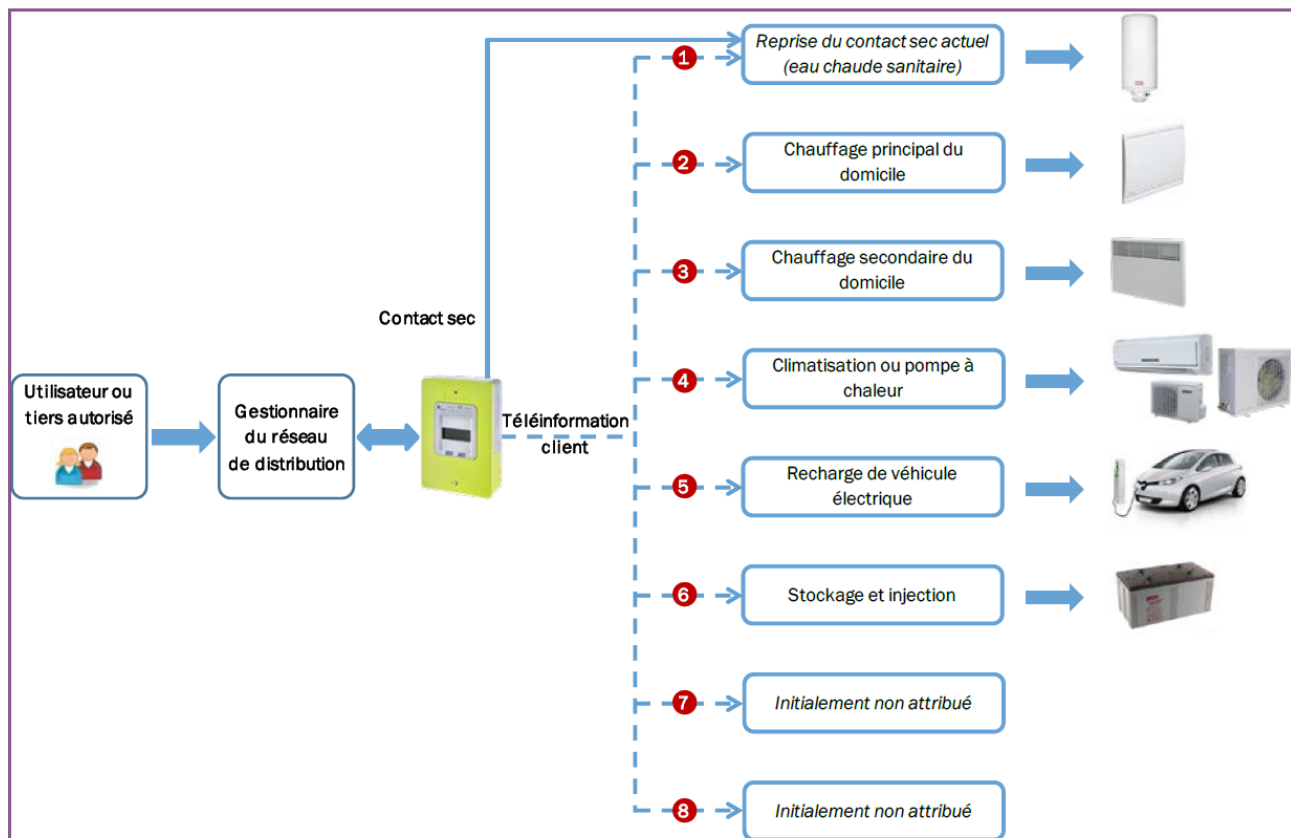 Reprise du contact sec actuel
(eau chaude sanitaire)
1
Chauffage principal du
domicile
2
Chauffage secondaire du
domicile
3
Contact sec
Climatisation ou pompe à
chaleur
4
Utilisateur ou
tiers autorisé
Gestionnaire
du réseau
de distribution
Téléinformation
client
Recharge de véhicule
électrique
5
Stockage et injection
6
Initialement non attribué
7
Initialement non attribué
8